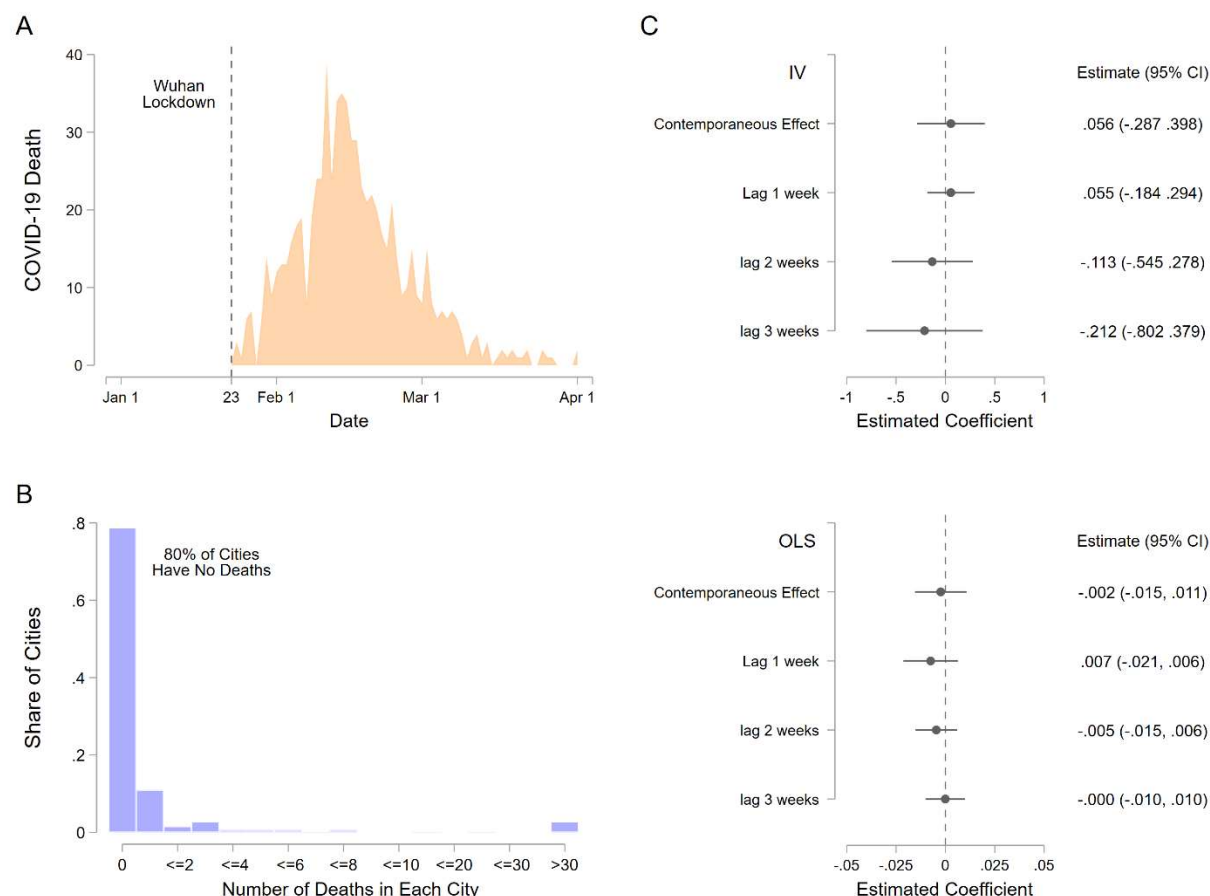 A
40
30
20
10
0
COVID-19 Death
Wuhan
Lockdown
Jan 1
23
Feb 1
Mar 1
Apr 1
Date
B
.8
.6
.4
.2
0
Share of Cities
80% of Cities
Have No Deaths
0
<=2
<=4
<=6
<=8
<=10
<=20
<=30
>30
Number of Deaths in Each City
C
IV
Estimate (95% CI)
Contemporaneous Effect
.056 (-.287 .398)
Lag 1 week
.055 (-.184 .294)
lag 2 weeks
-.113 (-.545 .278)
lag 3 weeks
-.212 (-.802 .379)
-1
-.5
0
.5
1
Estimated Coefficient
OLS
Estimate (95% CI)
Contemporaneous Effect
-.002 (-.015, .011)
Lag 1 week
.007 (-.021, .006)
lag 2 weeks
-.005 (-.015, .006)
lag 3 weeks
-.000 (-.010, .010)
-.05
-.025
0
.025
.05
Estimated Coefficient